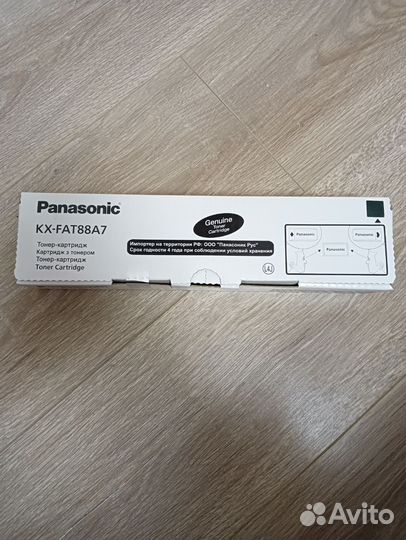 Panasonic
KX-FAT88A7
Тонер-картридж
Картридж з тонером
Тонер-картридж
Toner Cartridge
Genuine
Toner
Cartridge
Импортер на территории РФ: ООО "Панасоник Рус"
Срок годности 4 года при соблюдении условий хранения
Panasonic
Panasonic
Panasonic
Avito